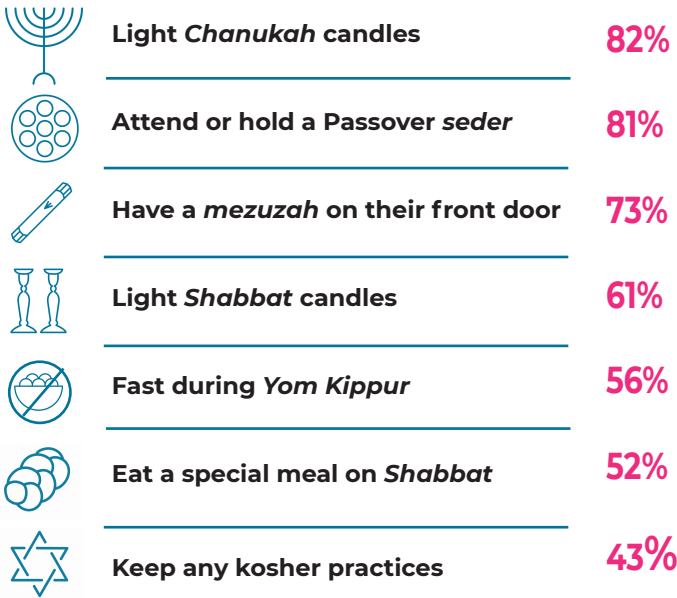 Light Chanukah candles 82%
Attend or hold a Passover seder 81%
Have a mezuzah on their front door 73%
Light Shabbat candles 61%
Fast during Yom Kippur 56%
Eat a special meal on Shabbat 52%
Keep any kosher practices 43%